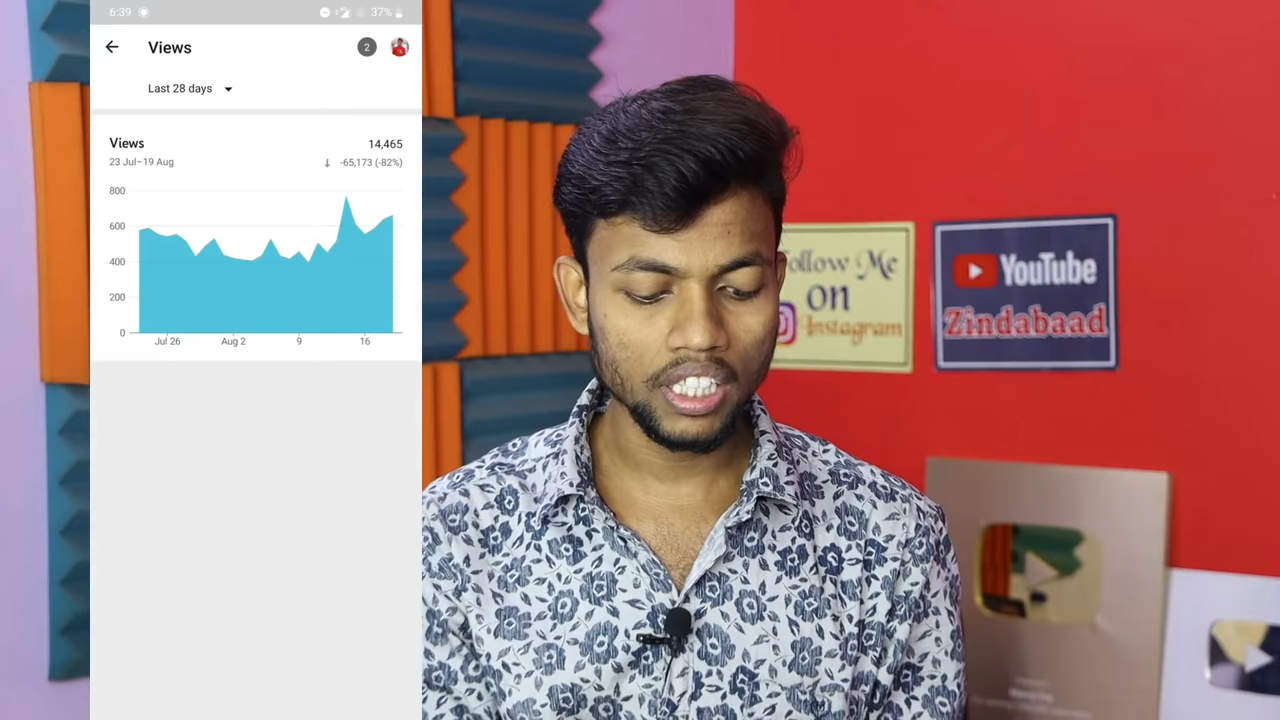 6:39
37%
Views
2
Last 28 days
Views
14,465
23 Jul–19 Aug
-65,173 (-82%)
800
600
400
200
0
Jul 26
Aug 2
9
16
Follow Me
on
Instagram
YouTube
Zindabaad